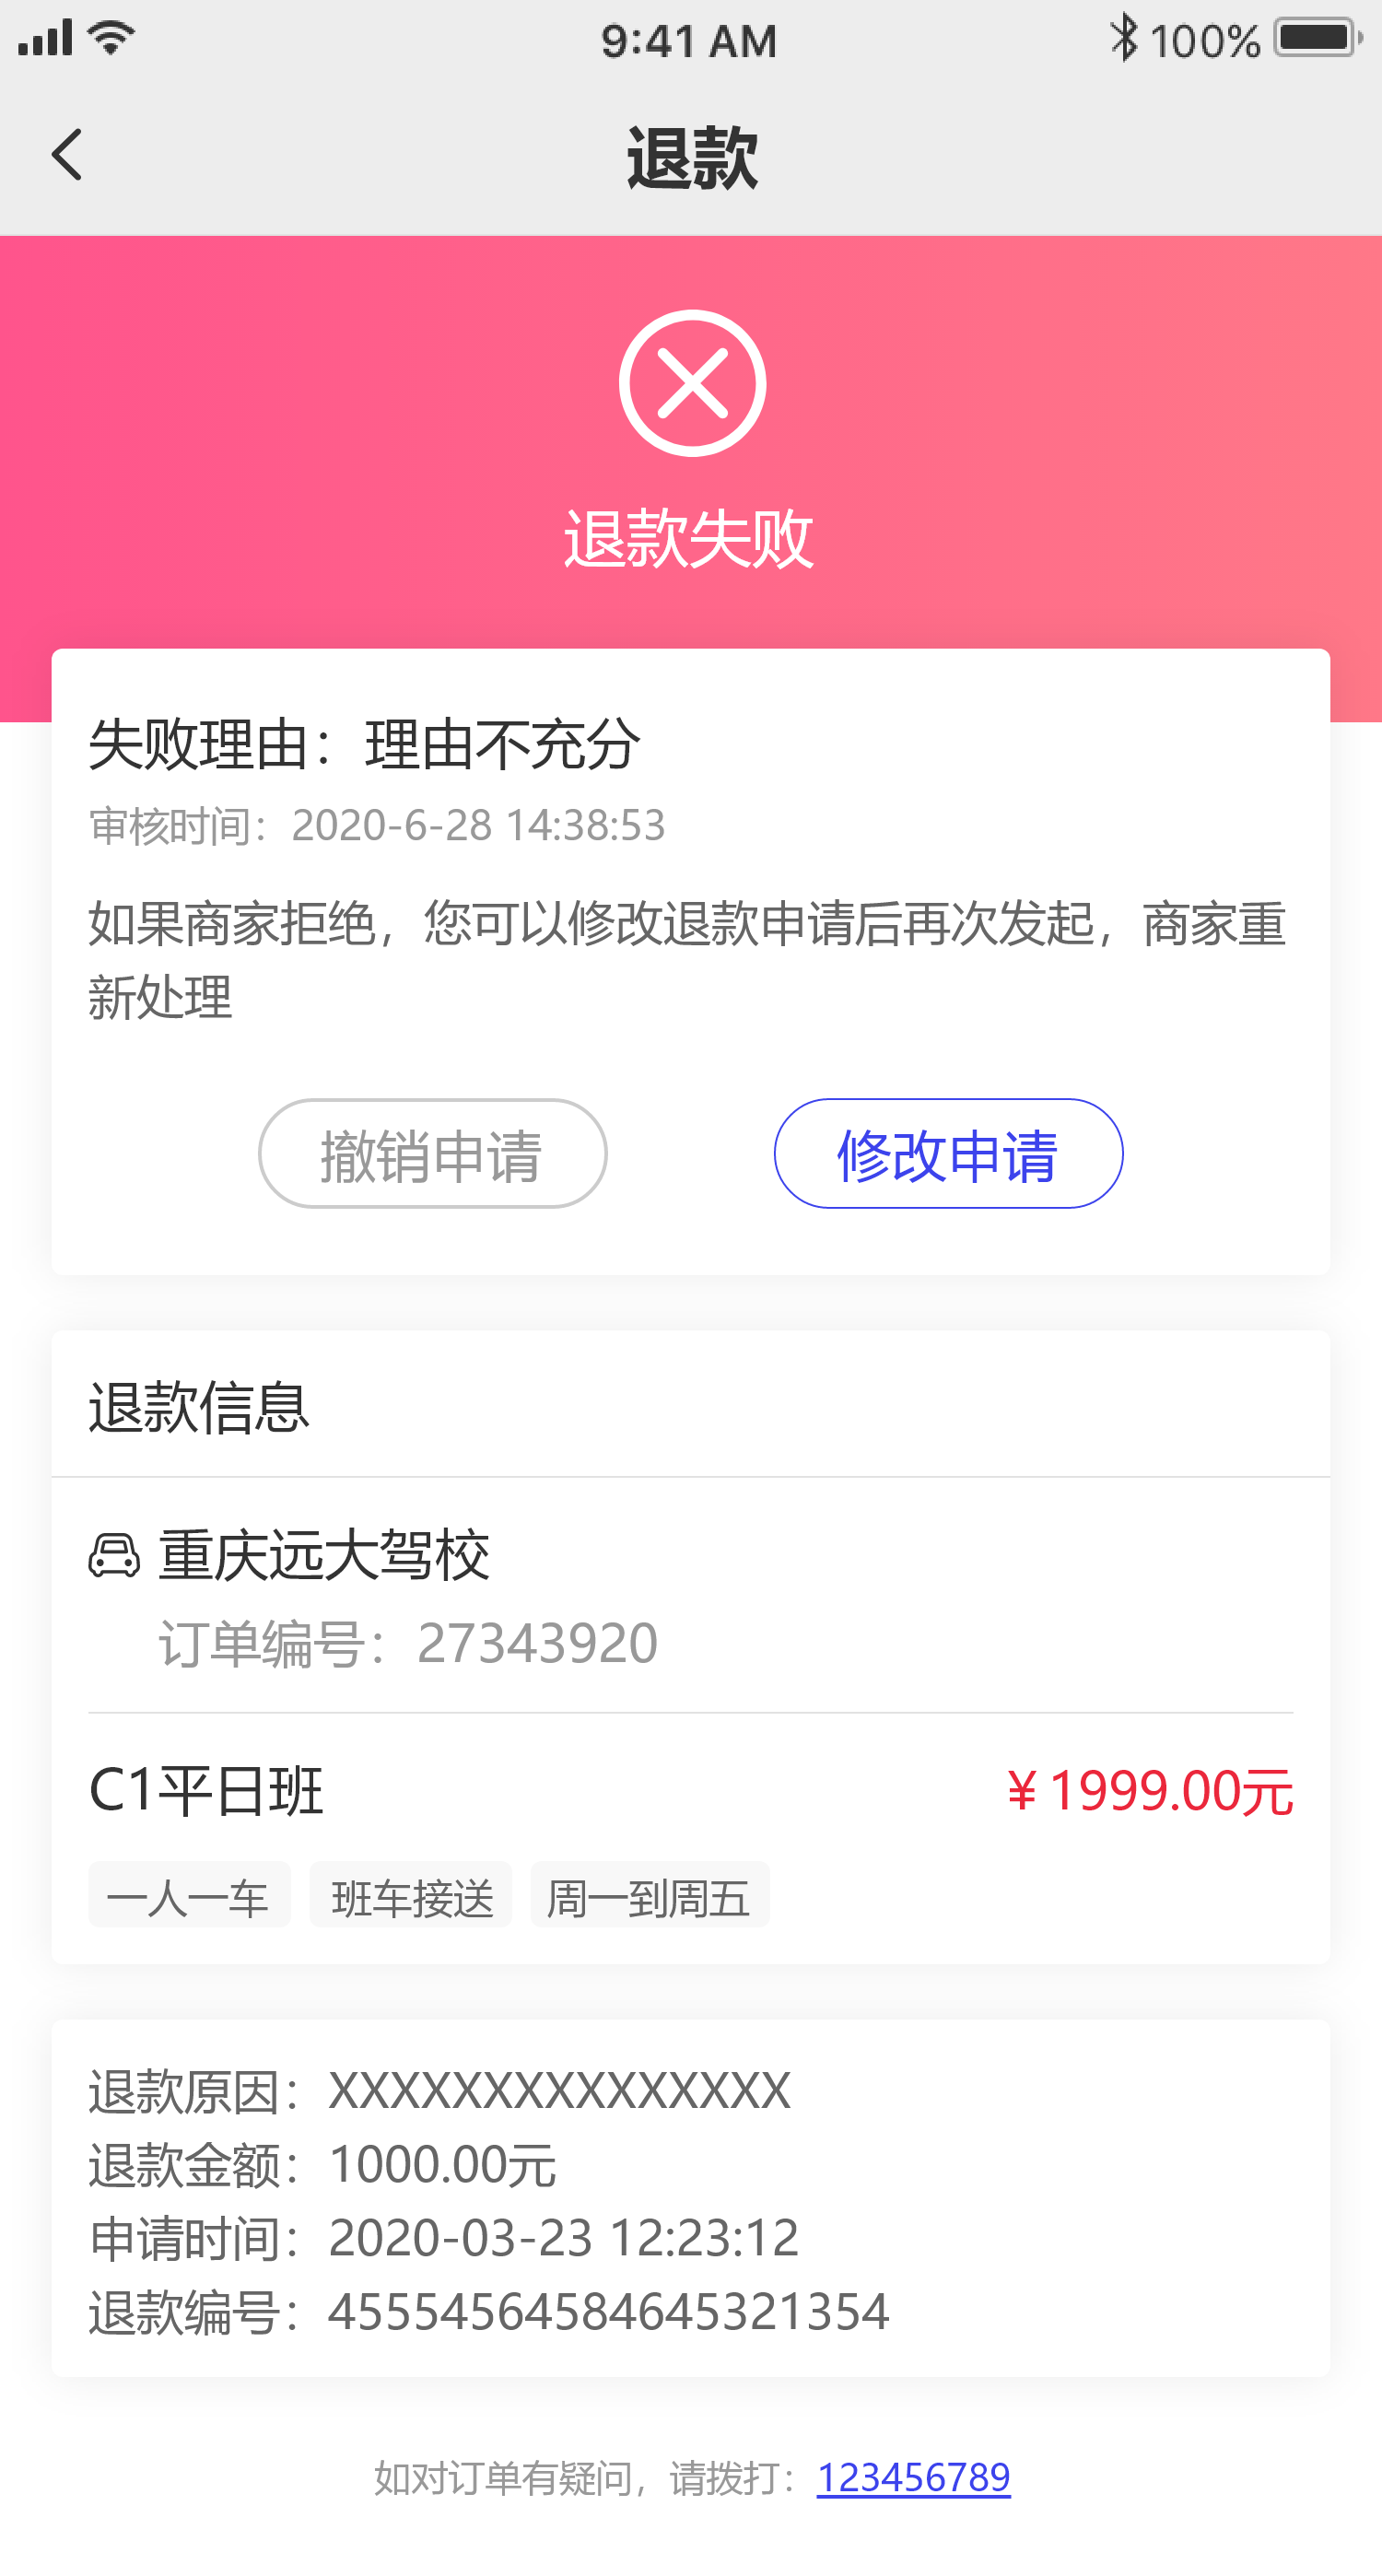 9:41 AM
100%
退款
退款失败
失败理由：理由不充分
审核时间：2020-6-28 14:38:53
如果商家拒绝，您可以修改退款申请后再次发起，商家重
新处理
撤销申请
修改申请
退款信息
重庆远大驾校
订单编号：27343920
C1平日班
¥ 1999.00元
一人一车
班车接送
周一到周五
退款原因：XXXXXXXXXXXXXXX
退款金额：1000.00元
申请时间：2020-03-23 12:23:12
退款编号：45554564584645321354
如对订单有疑问，请拨打：123456789